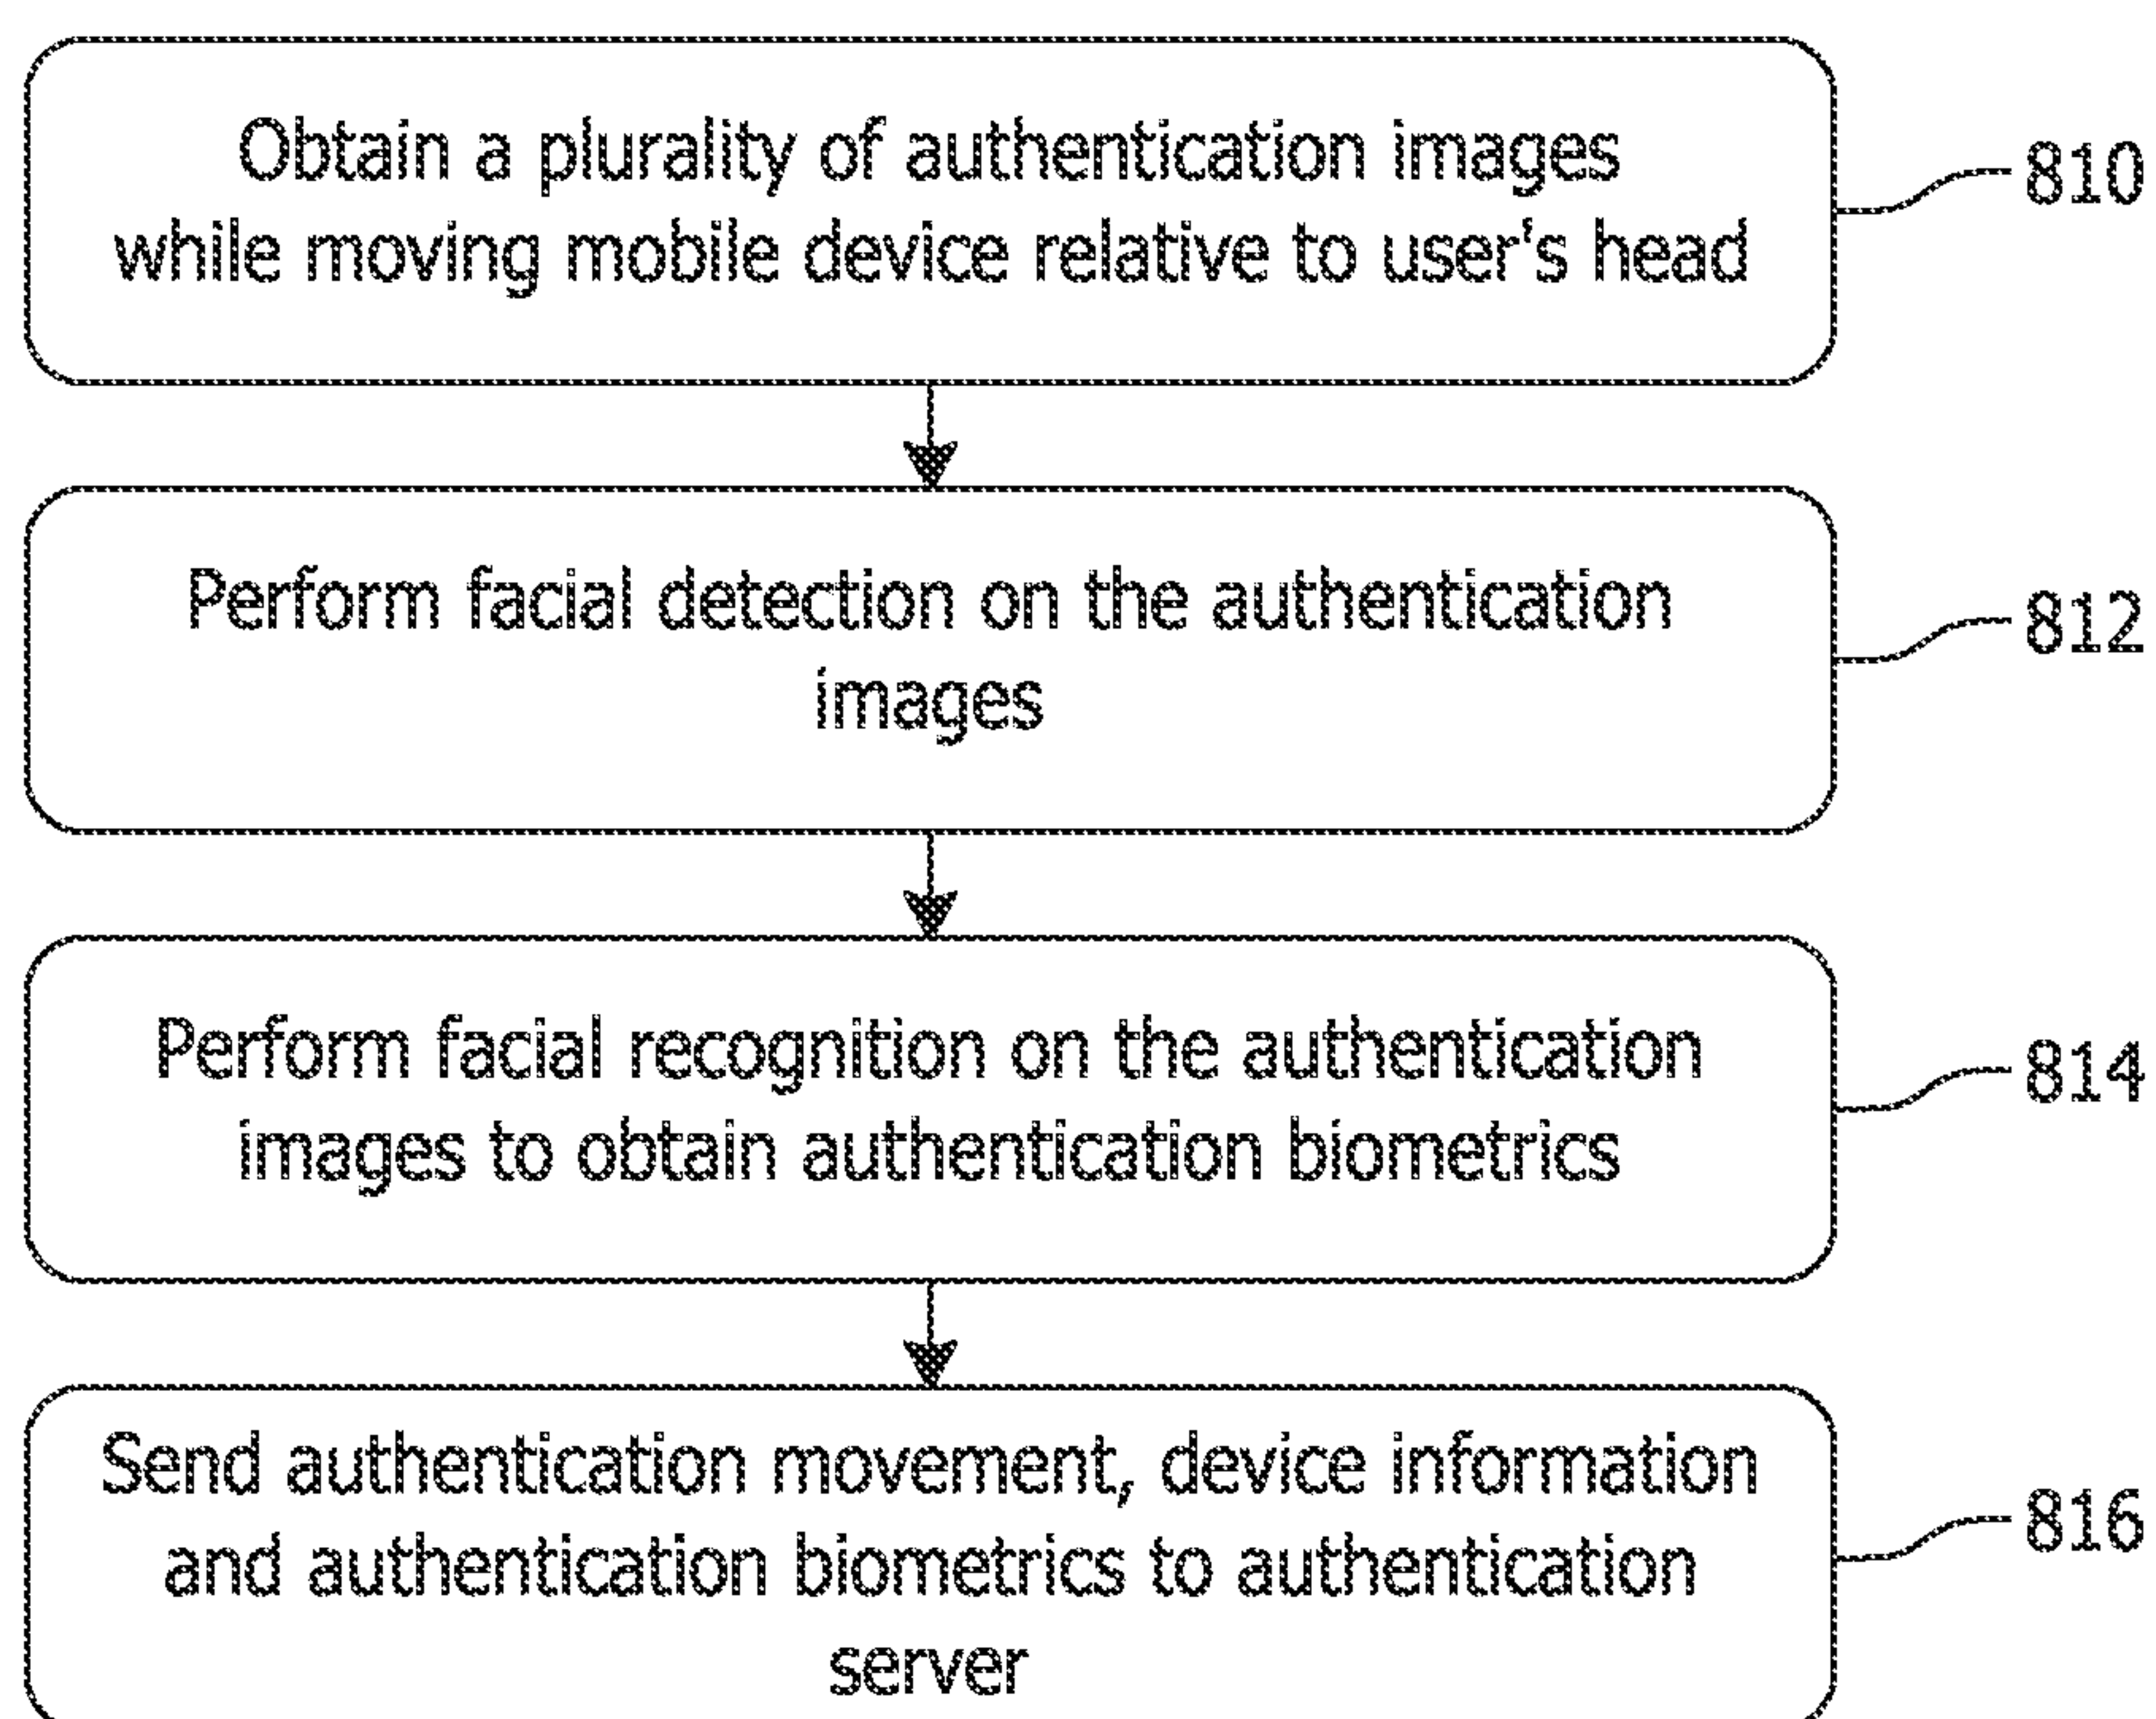 Obtain a plurality of authentication images
while moving mobile device relative to user's head
810
Perform facial detection on the authentication
images
812
Perform facial recognition on the authentication
images to obtain authentication biometrics
814
Send authentication movement, device information
and authentication biometrics to authentication
server
816